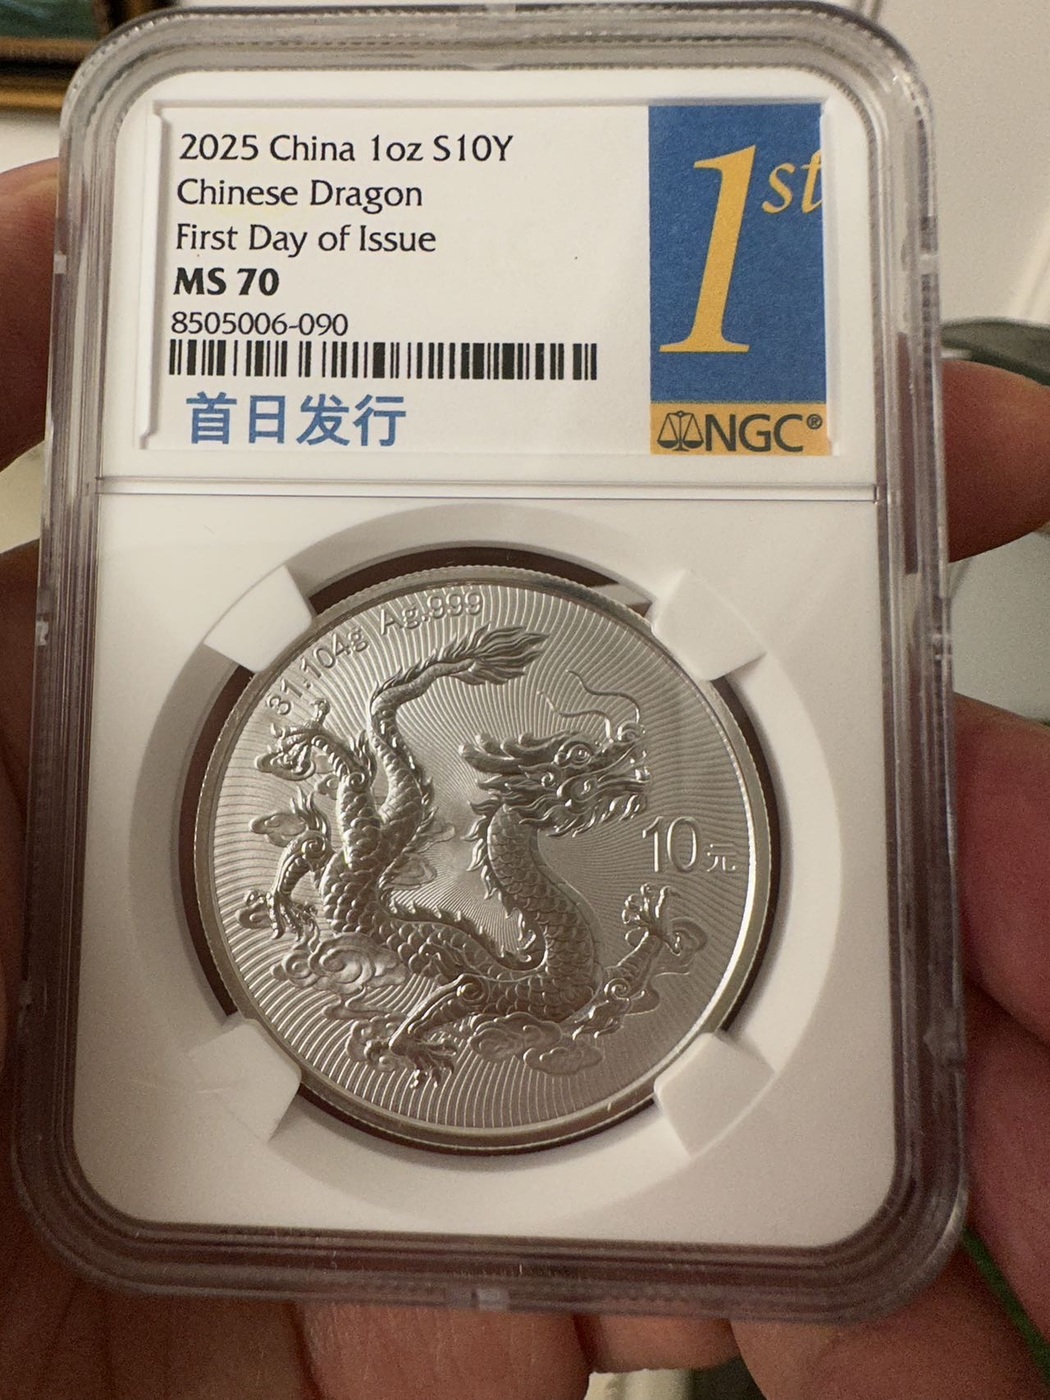 2025 China 1oz S10Y
Chinese Dragon
First Day of Issue
MS 70
8505006-090
首日发行
1st
NGC®
31.104g Ag.999
10元